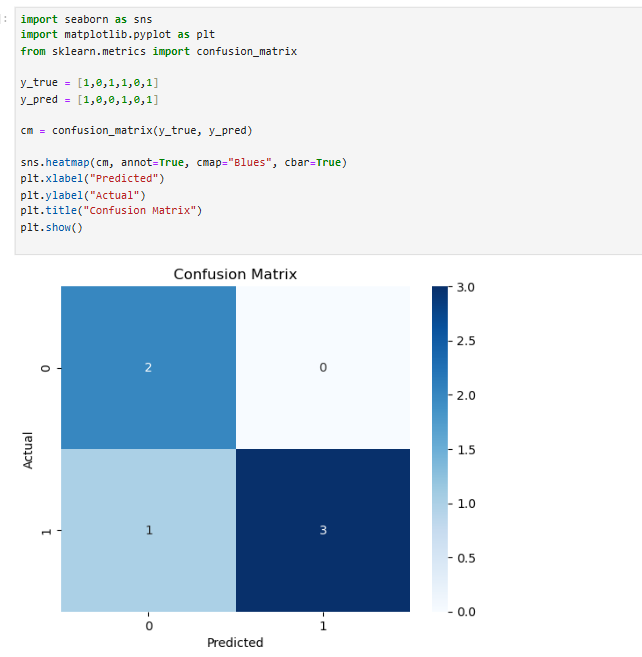 ]:
import seaborn as sns
import matplotlib.pyplot as plt
from sklearn.metrics import confusion_matrix
y_true = [1,0,1,1,0,1]
y_pred = [1,0,0,1,0,1]
cm = confusion_matrix(y_true, y_pred)
sns.heatmap(cm, annot=True, cmap="Blues", cbar=True)
plt.xlabel("Predicted")
plt.ylabel("Actual")
plt.title("Confusion Matrix")
plt.show()
Confusion Matrix
3.0
2.5
2.0
1.5
1.0
0.5
0.0
Actual
0
2 0
1
1 3
0 1
Predicted